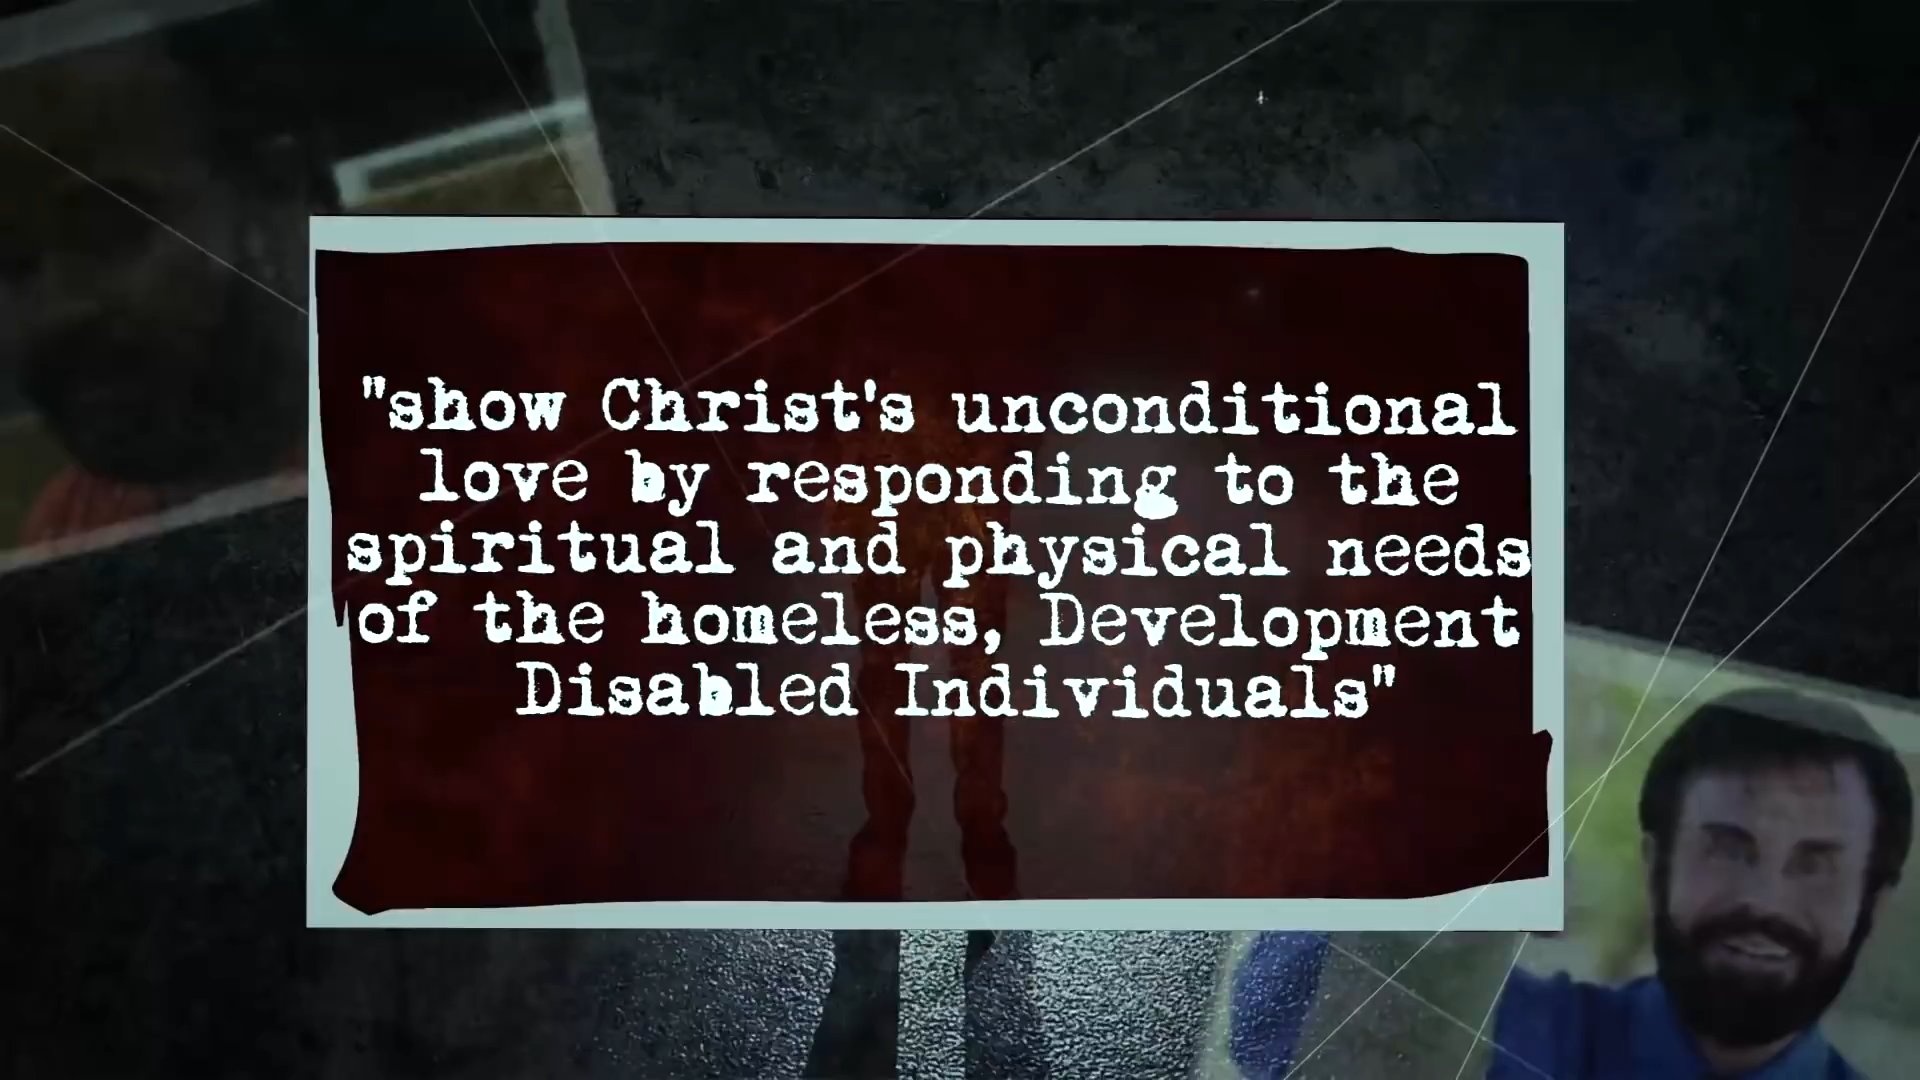 "show Christ's unconditional
love by responding to the
spiritual and physical needs
of the homeless, Development
Disabled Individuals"